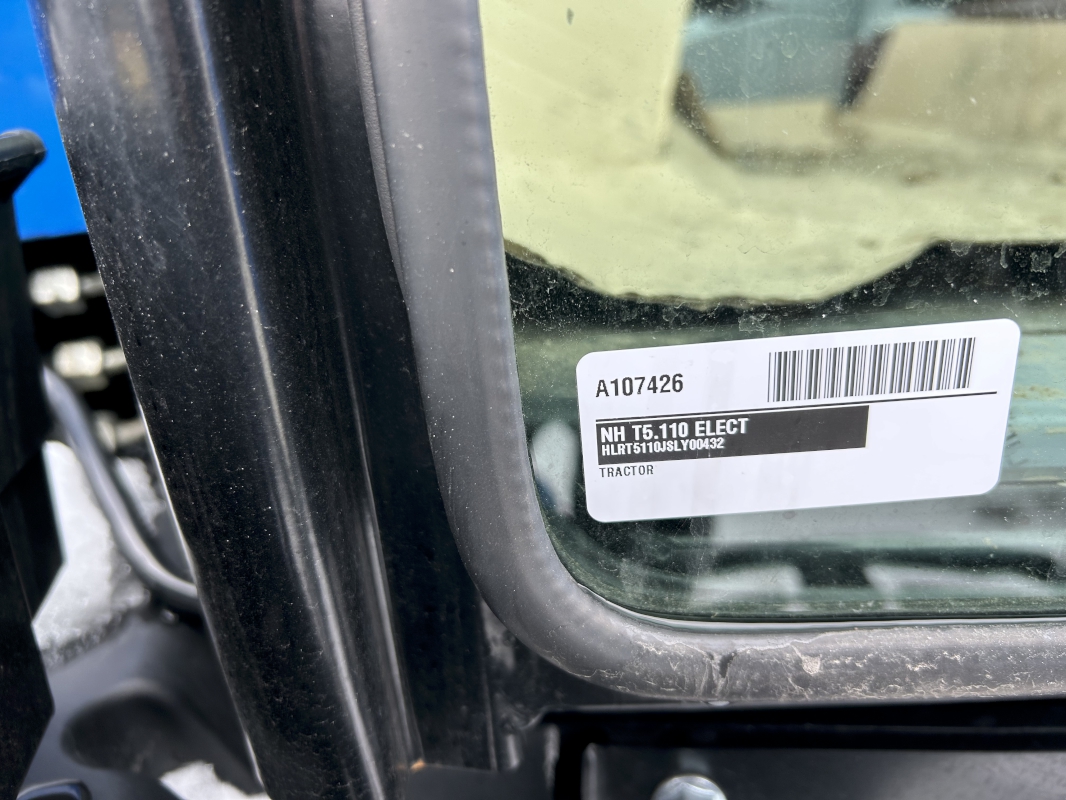 A107426
NH T5.110 ELECT
HLRT5110JSLY00432
TRACTOR